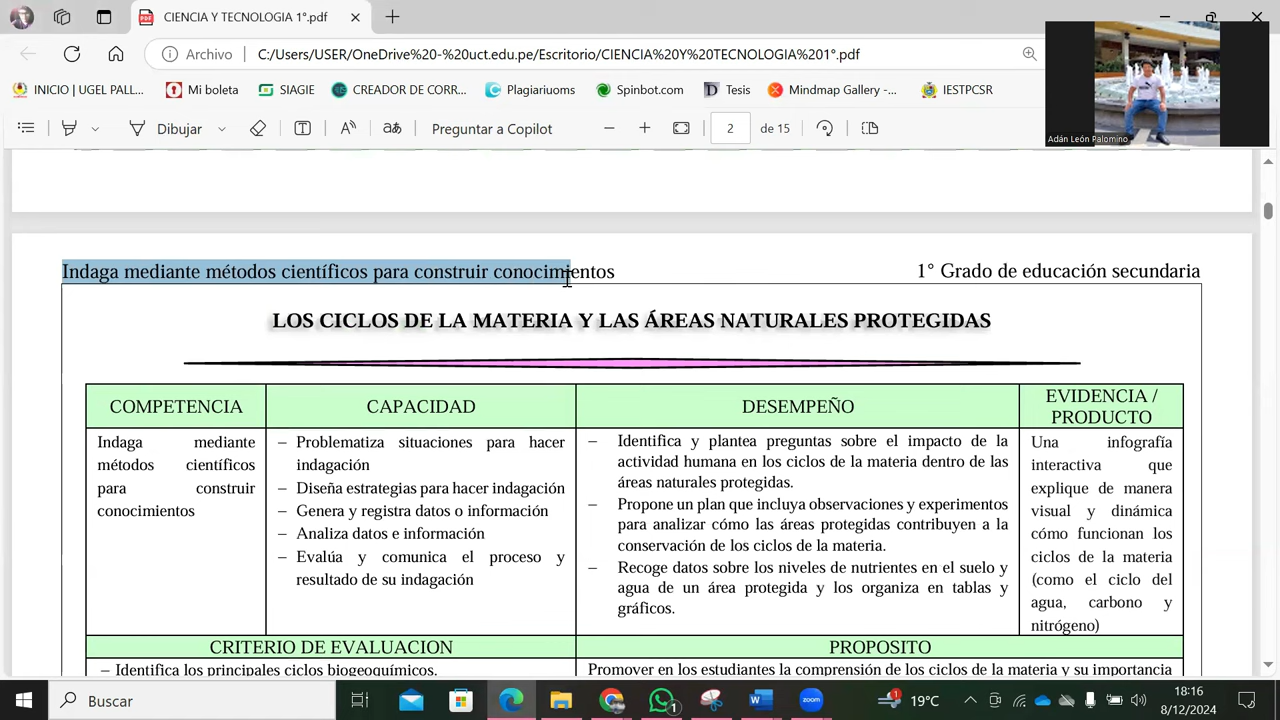 CIENCIA Y TECNOLOGIA 1°.pdf
Archivo C:/Users/USER/OneDrive%20-%20uct.edu.pe/Escritorio/CIENCIA%20Y%20TECNOLOGIA%201°.pdf
INICIO | UGEL PALL... Mi boleta SIAGIE CREADOR DE CORR... Plagiariuoms Spinbot.com Tesis Mindmap Gallery -... IESTPCSR
Dibujar Preguntar a Copilot 2 de 15
Adán León Palomino
Indaga mediante métodos científicos para construir conocimientos 1° Grado de educación secundaria
LOS CICLOS DE LA MATERIA Y LAS ÁREAS NATURALES PROTEGIDAS
COMPETENCIA
Indaga mediante
métodos científicos
para construir
conocimientos
CAPACIDAD
– Problematiza situaciones para hacer
indagación
– Diseña estrategias para hacer indagación
– Genera y registra datos o información
– Analiza datos e información
– Evalúa y comunica el proceso y
resultado de su indagación
DESEMPEÑO
– Identifica y plantea preguntas sobre el impacto de la
actividad humana en los ciclos de la materia dentro de las
áreas naturales protegidas.
– Propone un plan que incluya observaciones y experimentos
para analizar cómo las áreas protegidas contribuyen a la
conservación de los ciclos de la materia.
– Recoge datos sobre los niveles de nutrientes en el suelo y
agua de un área protegida y los organiza en tablas y
gráficos.
EVIDENCIA /
PRODUCTO
Una infografía
interactiva que
explique de manera
visual y dinámica
cómo funcionan los
ciclos de la materia
(como el ciclo del
agua, carbono y
nitrógeno)
CRITERIO DE EVALUACION
– Identifica los principales ciclos biogeoquímicos.
PROPOSITO
Promover en los estudiantes la comprensión de los ciclos de la materia y su importancia
Buscar 19°C 18:16
8/12/2024